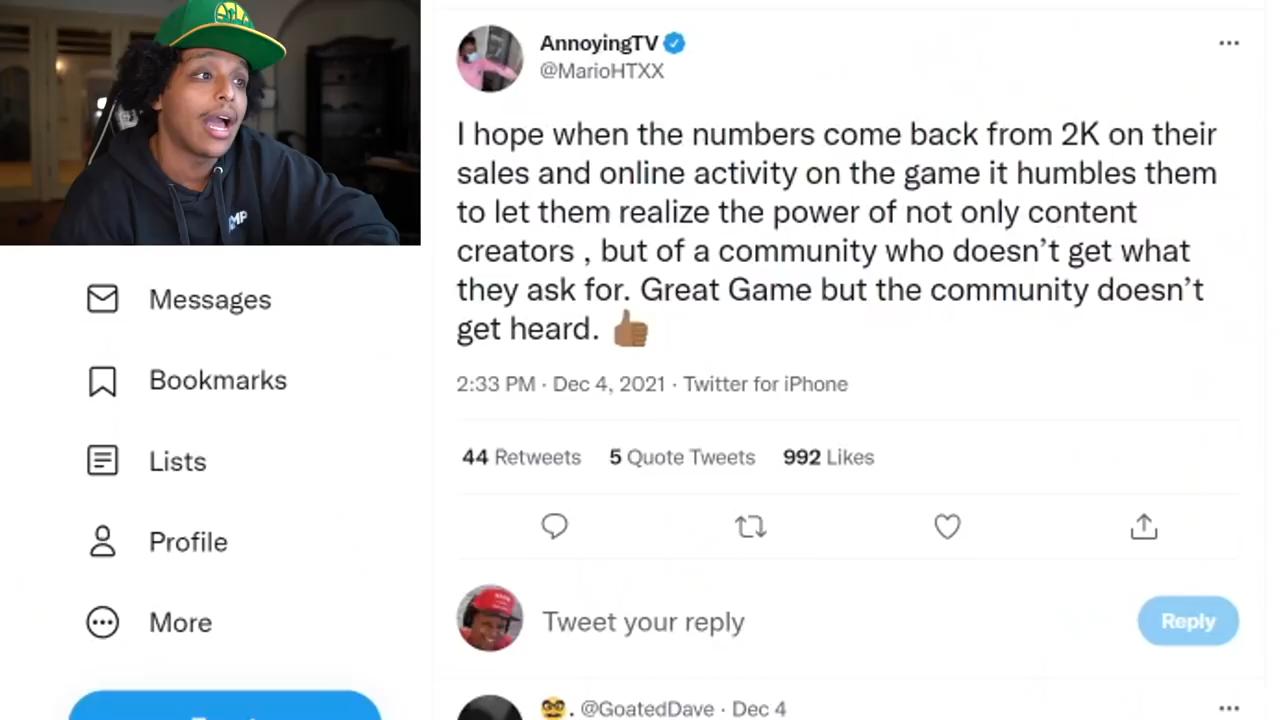 AnnoyingTV
@MarioHTXX
I hope when the numbers come back from 2K on their
sales and online activity on the game it humbles them
to let them realize the power of not only content
creators , but of a community who doesn't get what
they ask for. Great Game but the community doesn't
get heard. 👍🏾
2:33 PM · Dec 4, 2021 · Twitter for iPhone
44 Retweets 5 Quote Tweets 992 Likes
Tweet your reply
Reply
🥸. @GoatedDave · Dec 4
Messages
Bookmarks
Lists
Profile
More